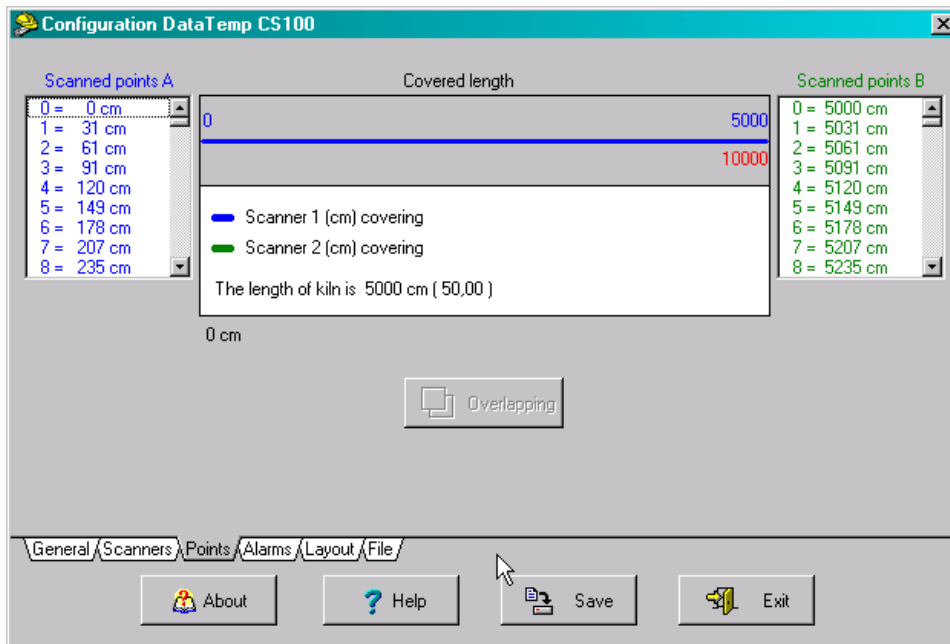 Configuration DataTemp CS100
Scanned points A
Covered length
Scanned points B
0 = 0 cm
1 = 31 cm
2 = 61 cm
3 = 91 cm
4 = 120 cm
5 = 149 cm
6 = 178 cm
7 = 207 cm
8 = 235 cm
0 5000
10000
Scanner 1 (cm) covering
Scanner 2 (cm) covering
The length of kiln is 5000 cm ( 50,00 )
0 = 5000 cm
1 = 5031 cm
2 = 5061 cm
3 = 5091 cm
4 = 5120 cm
5 = 5149 cm
6 = 5178 cm
7 = 5207 cm
8 = 5235 cm
0 cm
Overlapping
General Scanners Points Alarms Layout File
About Help Save Exit